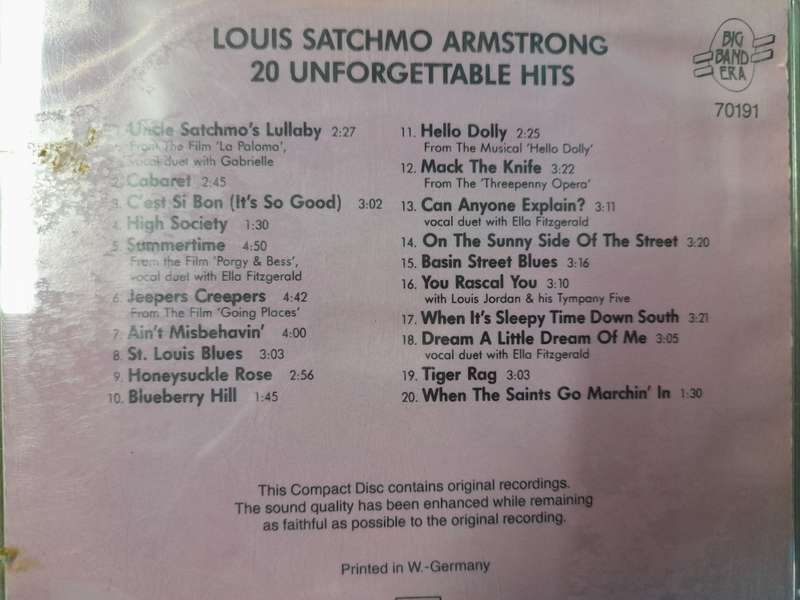 LOUIS SATCHMO ARMSTRONG
20 UNFORGETTABLE HITS
BIG
BAND
ERA
70191
Uncle Satchmo's Lullaby 2:27
From The Film 'La Paloma',
vocal duet with Gabrielle
2. Cabaret 2:45
3. C'est Si Bon (It's So Good) 3:02
4. High Society 1:30
5. Summertime 4:50
From the Film 'Porgy & Bess',
vocal duet with Ella Fitzgerald
6. Jeepers Creepers 4:42
From The Film 'Going Places'
7. Ain't Misbehavin' 4:00
8. St. Louis Blues 3:03
9. Honeysuckle Rose 2:56
10. Blueberry Hill 1:45
11. Hello Dolly 2:25
From The Musical 'Hello Dolly'
12. Mack The Knife 3:22
From The 'Threepenny Opera'
13. Can Anyone Explain? 3:11
vocal duet with Ella Fitzgerald
14. On The Sunny Side Of The Street 3:20
15. Basin Street Blues 3:16
16. You Rascal You 3:10
with Louis Jordan & his Tympany Five
17. When It's Sleepy Time Down South 3:21
18. Dream A Little Dream Of Me 3:05
vocal duet with Ella Fitzgerald
19. Tiger Rag 3:03
20. When The Saints Go Marchin' In 1:30
This Compact Disc contains original recordings.
The sound quality has been enhanced while remaining
as faithful as possible to the original recording.
Printed in W.-Germany